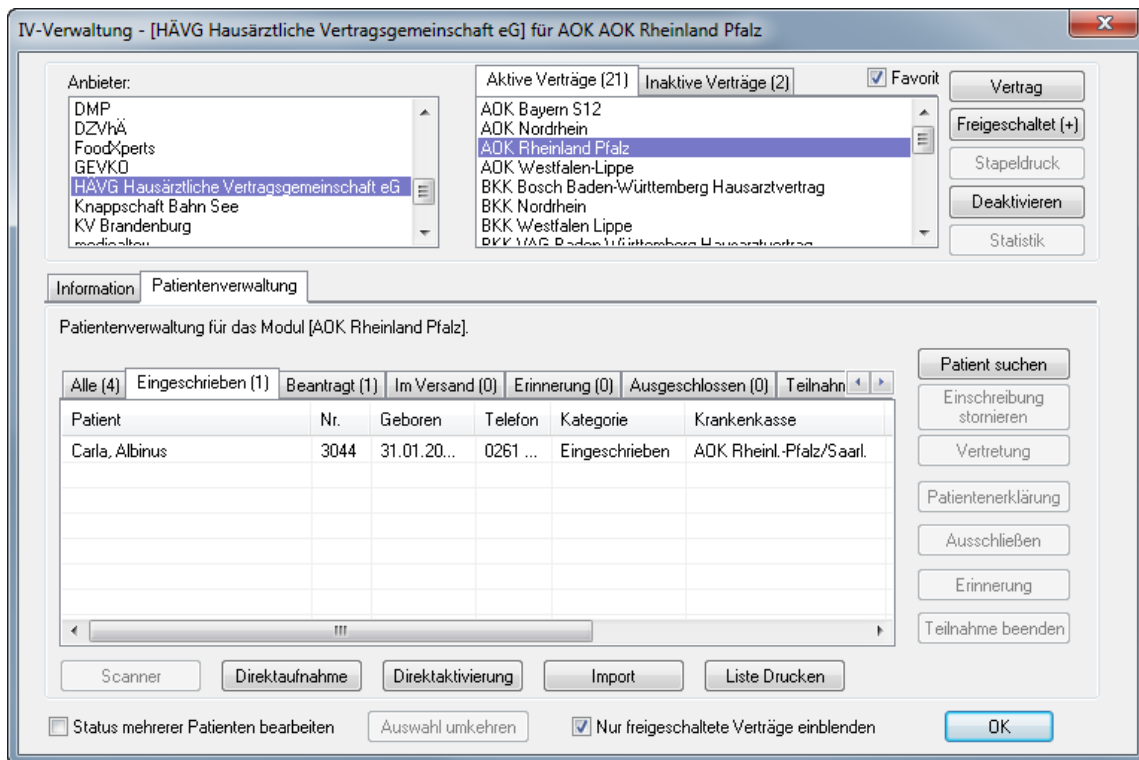 IV-Verwaltung - [HÄVG Hausärztliche Vertragsgemeinschaft eG] für AOK AOK Rheinland Pfalz
x
Anbieter:
DMP
DZVhÄ
FoodXperts
GEVKO
HÄVG Hausärztliche Vertragsgemeinschaft eG
Knappschaft Bahn See
KV Brandenburg
Aktive Verträge (21) Inaktive Verträge (2) Favorit
AOK Bayern S12
AOK Nordrhein
AOK Rheinland Pfalz
AOK Westfalen-Lippe
BKK Bosch Baden-Württemberg Hausarztvertrag
BKK Nordrhein
BKK Westfalen Lippe
BKK VAG Baden Württemberg Hausarztvertrag
Vertrag
Freigeschaltet (+)
Stapeldruck
Deaktivieren
Statistik
Information Patientenverwaltung
Patientenverwaltung für das Modul [AOK Rheinland Pfalz].
Alle (4) Eingeschrieben (1) Beantragt (1) Im Versand (0) Erinnerung (0) Ausgeschlossen (0) Teilnahn
Patient Nr. Geboren Telefon Kategorie Krankenkasse
Carla, Albinus 3044 31.01.20... 0261 ... Eingeschrieben AOK Rheinl.-Pfalz/Saarl.
Patient suchen
Einschreibung
stornieren
Vertretung
Patientenerklärung
Ausschließen
Erinnerung
Teilnahme beenden
Scanner Direktaufnahme Direktaktivierung Import Liste Drucken
Status mehrerer Patienten bearbeiten Auswahl umkehren Nur freigeschaltete Verträge einblenden OK